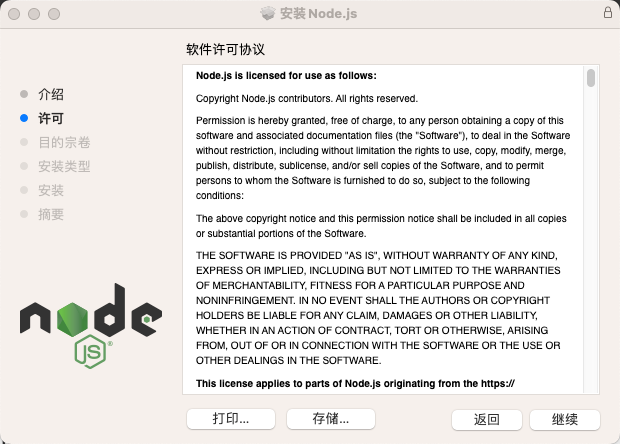 安装 Node.js
软件许可协议
介绍
许可
目的宗卷
安装类型
安装
摘要
Node.js is licensed for use as follows:
Copyright Node.js contributors. All rights reserved.
Permission is hereby granted, free of charge, to any person obtaining a copy of this
software and associated documentation files (the "Software"), to deal in the Software
without restriction, including without limitation the rights to use, copy, modify, merge,
publish, distribute, sublicense, and/or sell copies of the Software, and to permit
persons to whom the Software is furnished to do so, subject to the following
conditions:
The above copyright notice and this permission notice shall be included in all copies
or substantial portions of the Software.
THE SOFTWARE IS PROVIDED "AS IS", WITHOUT WARRANTY OF ANY KIND,
EXPRESS OR IMPLIED, INCLUDING BUT NOT LIMITED TO THE WARRANTIES
OF MERCHANTABILITY, FITNESS FOR A PARTICULAR PURPOSE AND
NONINFRINGEMENT. IN NO EVENT SHALL THE AUTHORS OR COPYRIGHT
HOLDERS BE LIABLE FOR ANY CLAIM, DAMAGES OR OTHER LIABILITY,
WHETHER IN AN ACTION OF CONTRACT, TORT OR OTHERWISE, ARISING
FROM, OUT OF OR IN CONNECTION WITH THE SOFTWARE OR THE USE OR
OTHER DEALINGS IN THE SOFTWARE.
This license applies to parts of Node.js originating from the https://
node
JS®
打印...
存储...
返回
继续